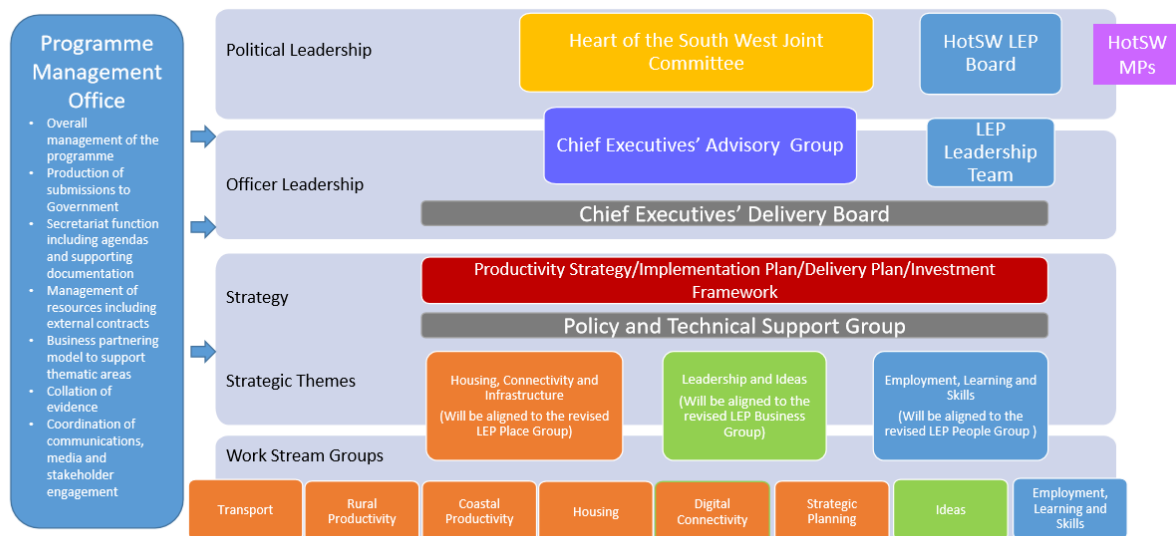 Programme
Management
Office
• Overall
management of the
programme
• Production of
submissions to
Government
• Secretariat function
including agendas
and supporting
documentation
• Management of
resources including
external contracts
• Business partnering
model to support
thematic areas
• Collation of
evidence
• Coordination of
communications,
media and
stakeholder
engagement
Political Leadership
Heart of the South West Joint
Committee
HotSW LEP
Board
HotSW
MPs
Officer Leadership
Chief Executives’ Advisory Group
LEP
Leadership
Team
Chief Executives’ Delivery Board
Strategy
Productivity Strategy/Implementation Plan/Delivery Plan/Investment
Framework
Policy and Technical Support Group
Strategic Themes
Housing, Connectivity and
Infrastructure
(Will be aligned to the revised
LEP Place Group)
Leadership and Ideas
(Will be aligned to the
revised LEP Business
Group)
Employment, Learning and
Skills
(Will be aligned to the
revised LEP People Group )
Work Stream Groups
Transport
Rural
Productivity
Coastal
Productivity
Housing
Digital
Connectivity
Strategic
Planning
Ideas
Employment,
Learning and
Skills